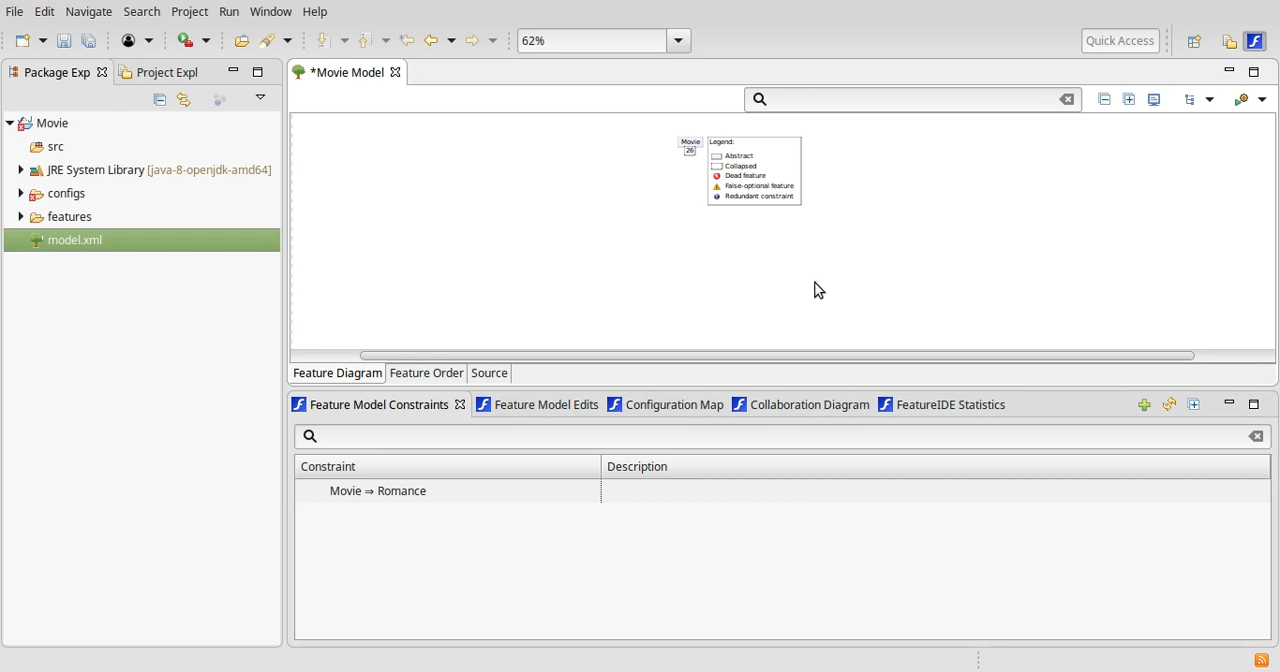 File Edit Navigate Search Project Run Window Help
62%
Quick Access
Package Exp
Project Expl
*Movie Model
Movie
src
JRE System Library [java-8-openjdk-amd64]
configs
features
model.xml
Movie
26
Legend:
Abstract
Collapsed
Dead feature
False-optional feature
Redundant constraint
Feature Diagram Feature Order Source
Feature Model Constraints Feature Model Edits Configuration Map Collaboration Diagram FeatureIDE Statistics
Constraint Description
Movie ⇒ Romance